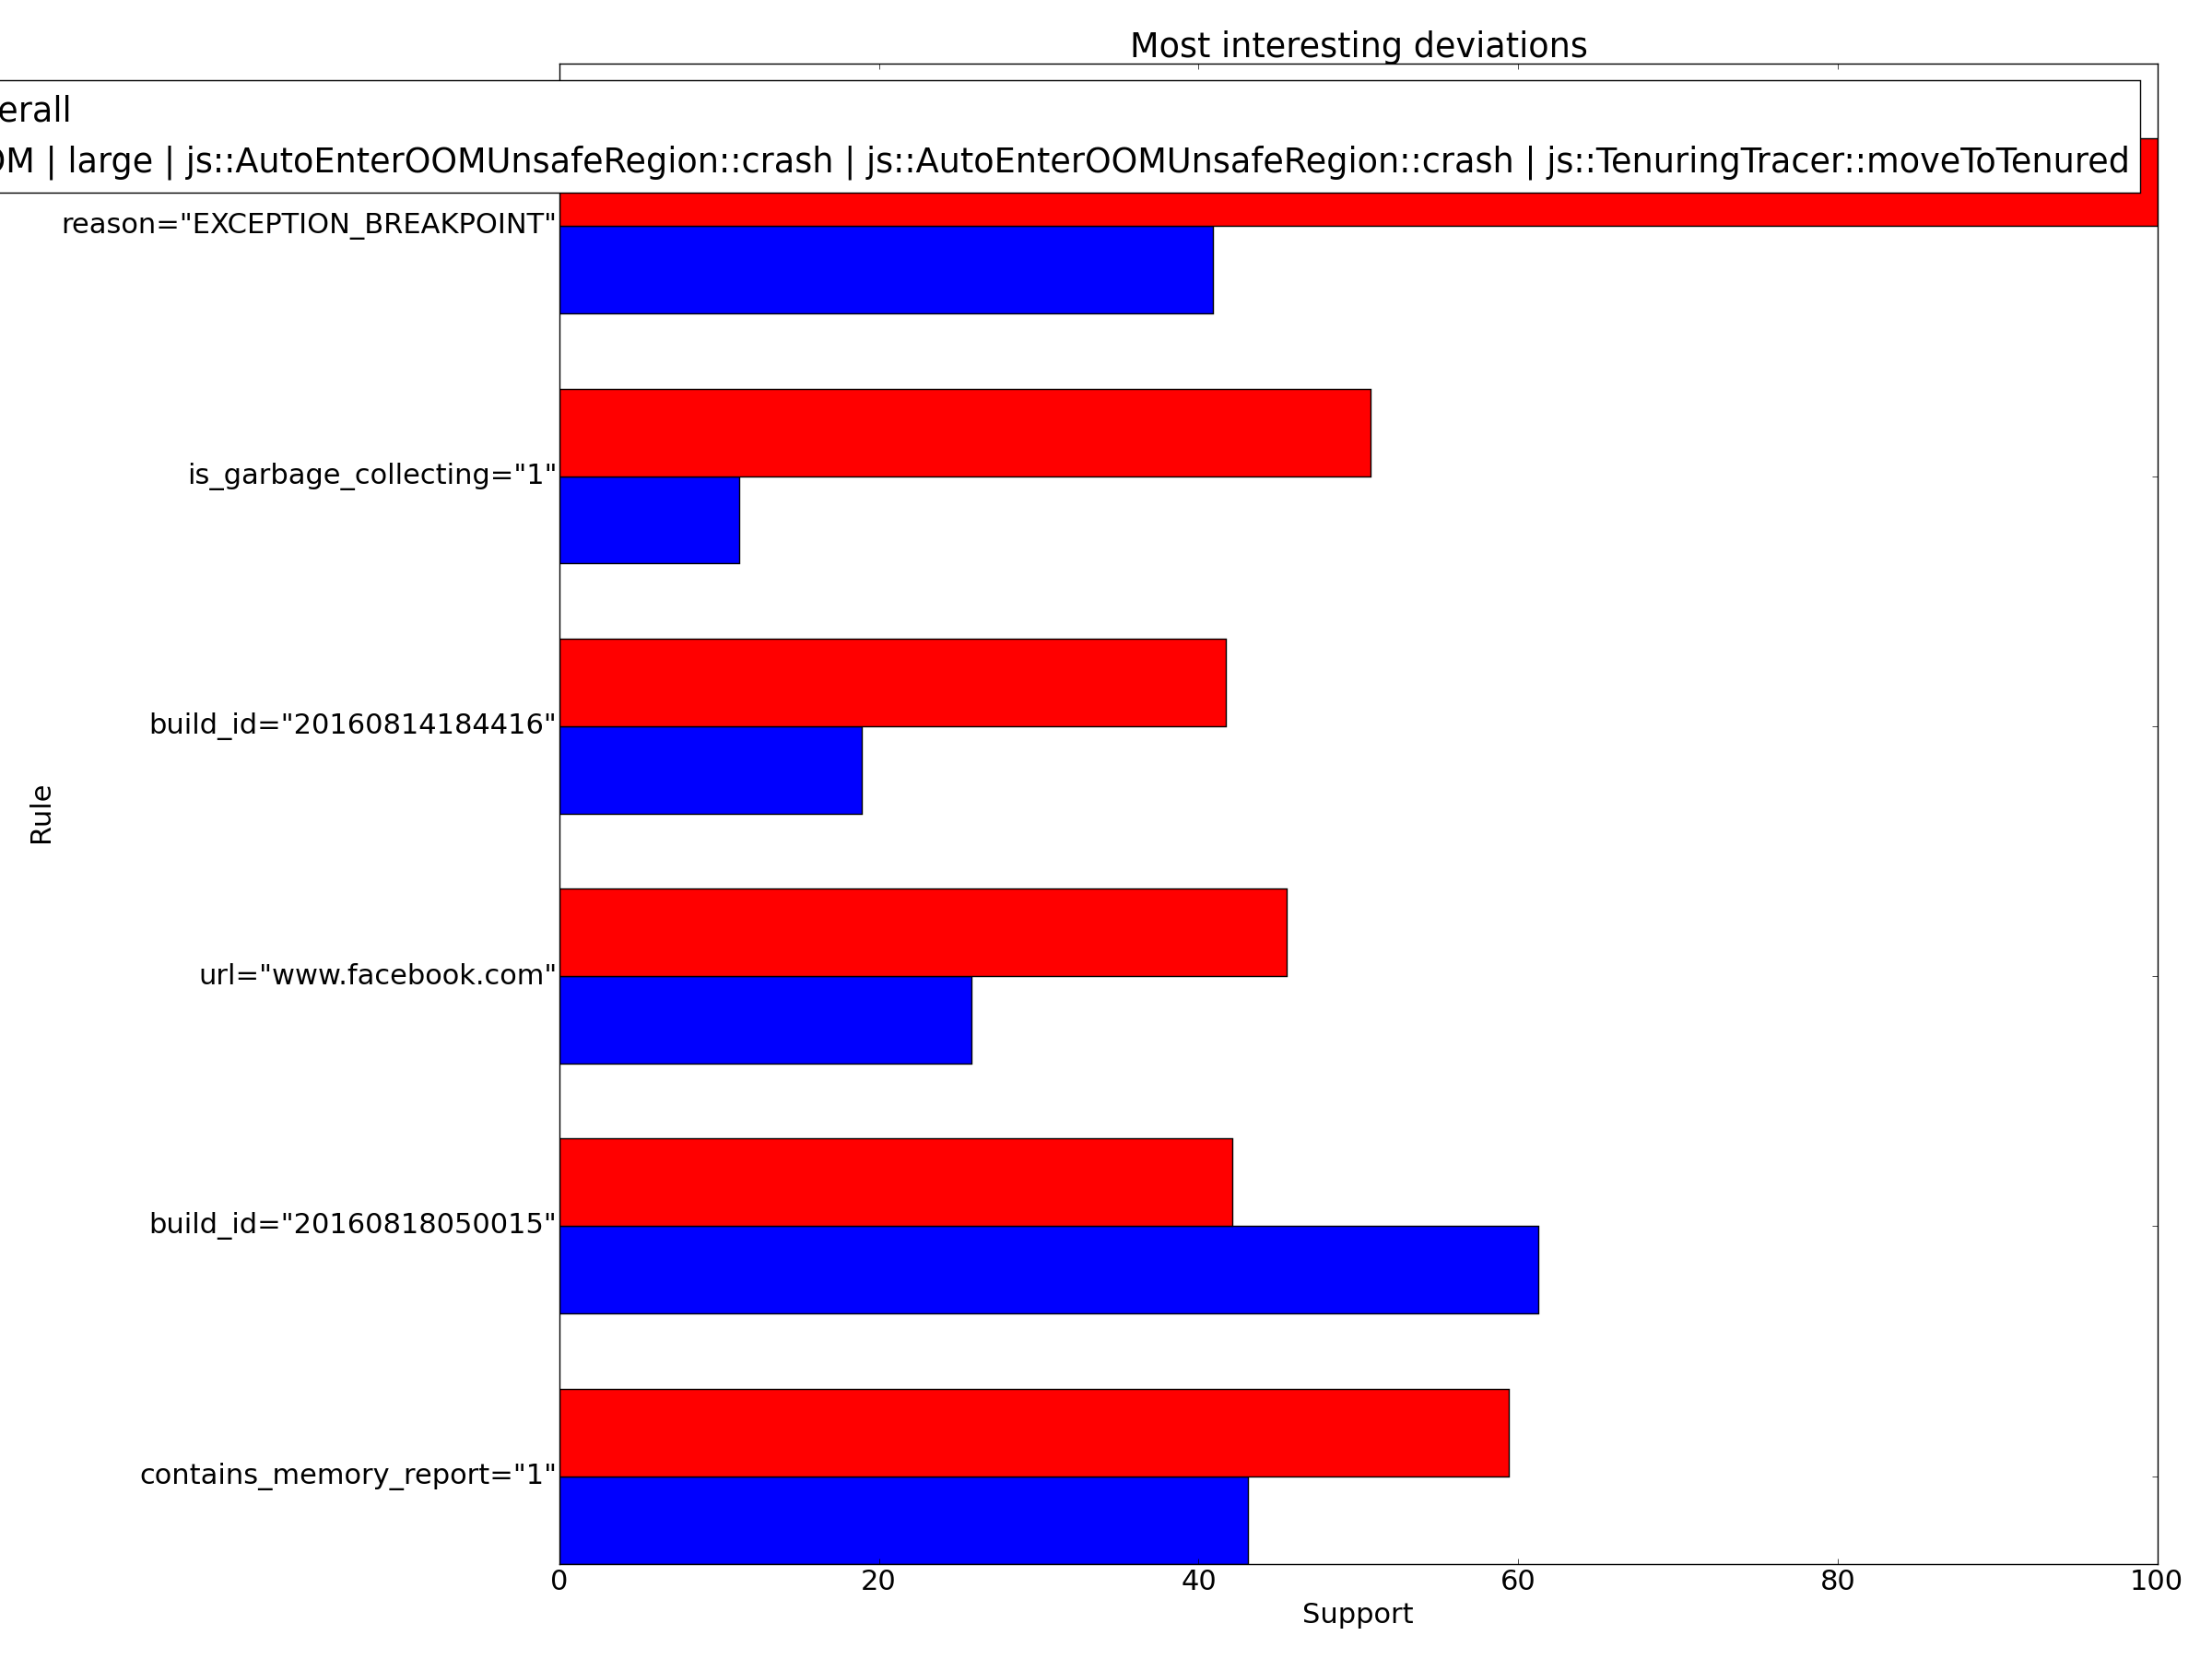 Most interesting deviations
erall
OM | large | js::AutoEnterOOMUnsafeRegion::crash | js::AutoEnterOOMUnsafeRegion::crash | js::TenuringTracer::moveToTenured
reason="EXCEPTION_BREAKPOINT"
is_garbage_collecting="1"
build_id="20160814184416"
Rule
url="www.facebook.com"
build_id="20160818050015"
contains_memory_report="1"
0 20 40 60 80 100
Support